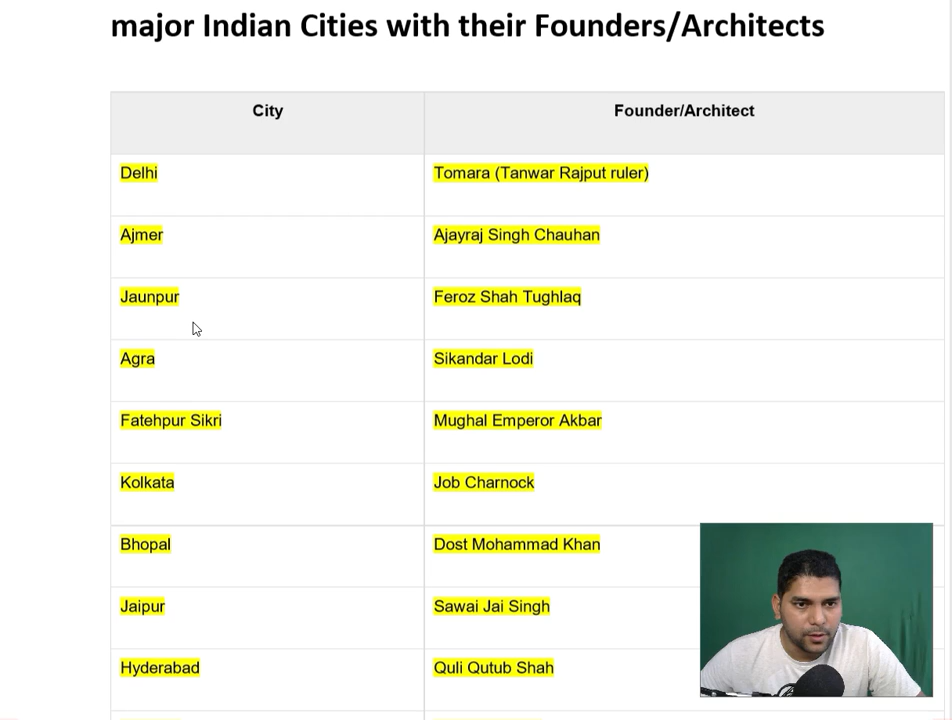 major Indian Cities with their Founders/Architects
City Founder/Architect
Delhi Tomara (Tanwar Rajput ruler)
Ajmer Ajayraj Singh Chauhan
Jaunpur Feroz Shah Tughlaq
Agra Sikandar Lodi
Fatehpur Sikri Mughal Emperor Akbar
Kolkata Job Charnock
Bhopal Dost Mohammad Khan
Jaipur Sawai Jai Singh
Hyderabad Quli Qutub Shah